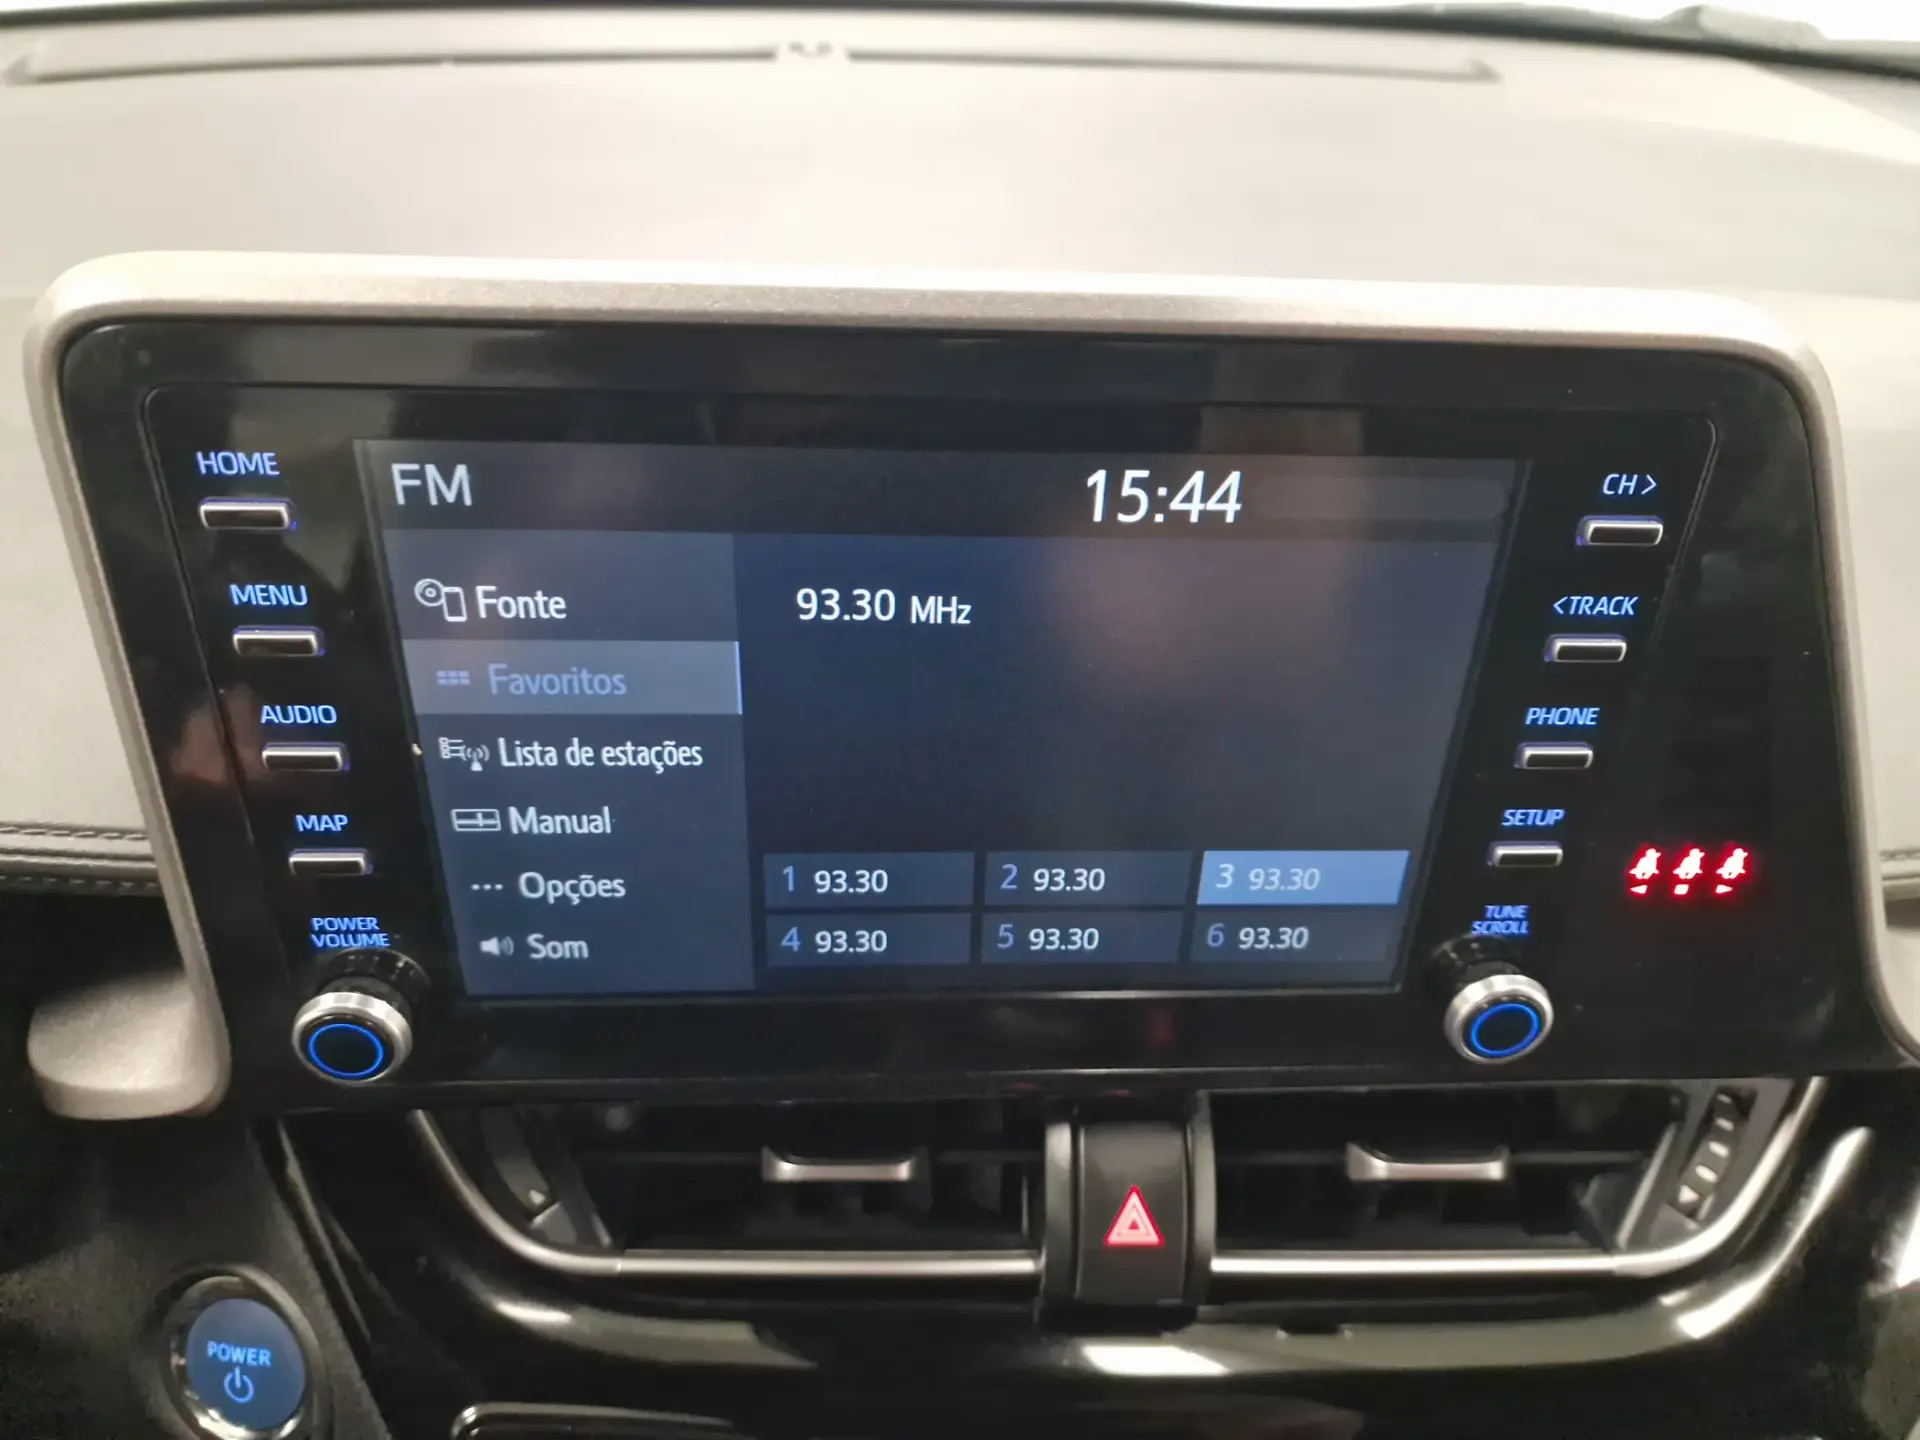 HOME
MENU
AUDIO
MAP
POWER
VOLUME
FM
15:44
Fonte
Favoritos
Lista de estações
Manual
Opções
Som
93.30 MHz
1 93.30
2 93.30
3 93.30
4 93.30
5 93.30
6 93.30
CH >
< TRACK
PHONE
SETUP
TUNE
SCROLL
POWER